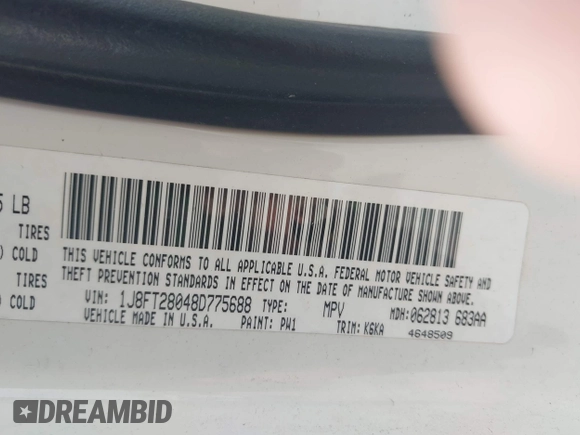 5 LB
TIRES
) COLD
TIRES
) COLD
THIS VEHICLE CONFORMS TO ALL APPLICABLE U.S.A. FEDERAL MOTOR VEHICLE SAFETY AND
THEFT PREVENTION STANDARDS IN EFFECT ON THE DATE OF MANUFACTURE SHOWN ABOVE.
VIN: 1J8FT28048D775688 TYPE: MPV MDH:062813 683AA
VEHICLE MADE IN U.S.A. PAINT: PW1 TRIM: K6KA 4648509
DREAMBID